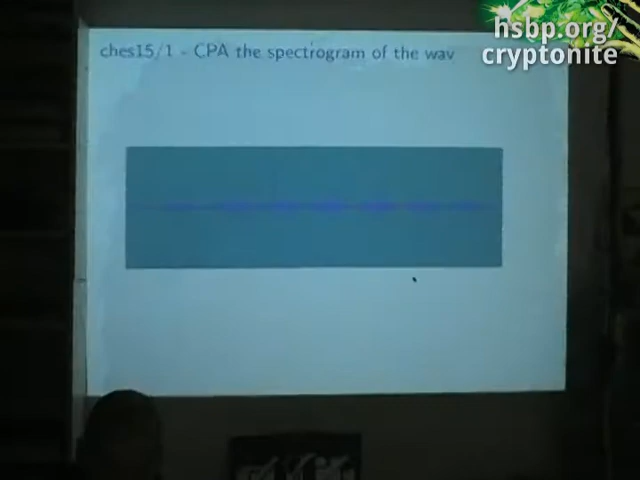 hsbp.org/
cryptonite
ches15/1 - CPA the spectrogram of the wav